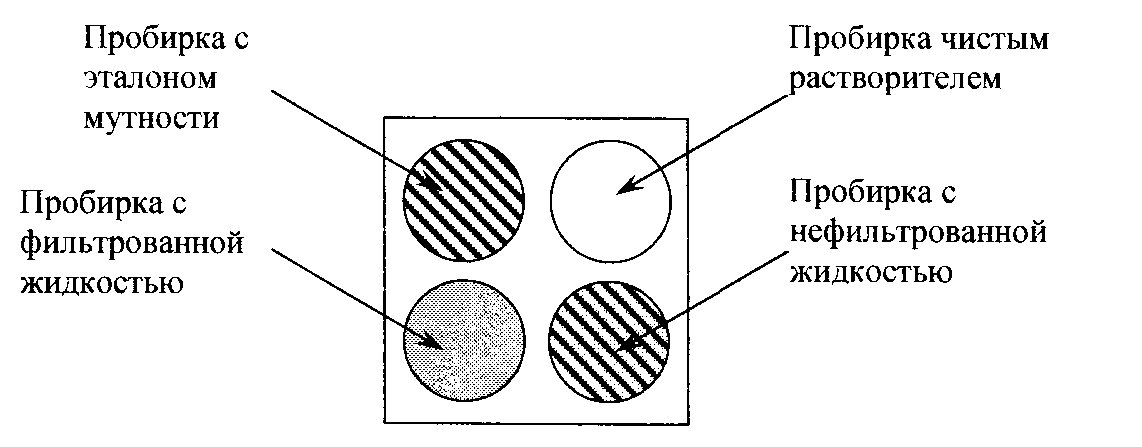 Пробирка с
эталоном
мутности
Пробирка чистым
растворителем
Пробирка с
фильтрованной
жидкостью
Пробирка с
нефильтрованной
жидкостью